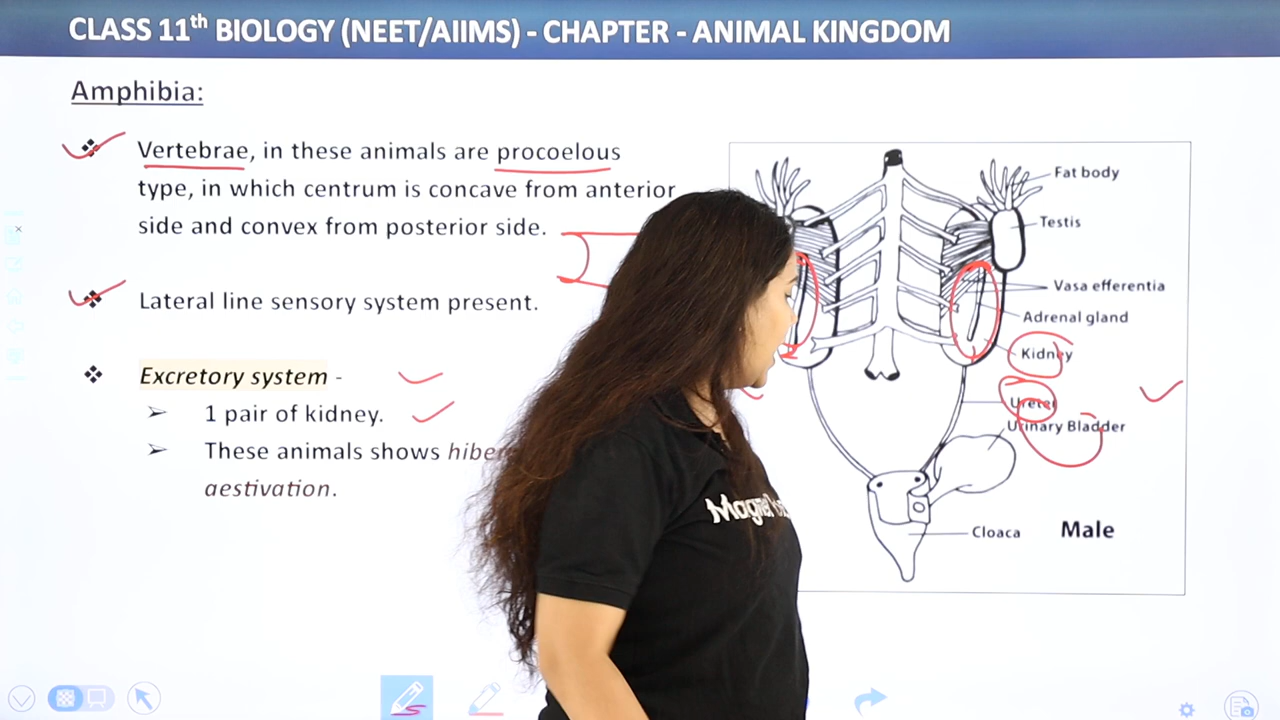 CLASS 11th BIOLOGY (NEET/AIIMS) - CHAPTER - ANIMAL KINGDOM
Amphibia:
❖ Vertebrae, in these animals are procoelous
type, in which centrum is concave from anterior
side and convex from posterior side.
❖ Lateral line sensory system present.
❖ Excretory system -
➢ 1 pair of kidney.
➢ These animals shows
aestivation.
Fat body
Testis
Vasa efferentia
Adrenal gland
Kidney
Ureter
Urinary Bladder
Cloaca
Male